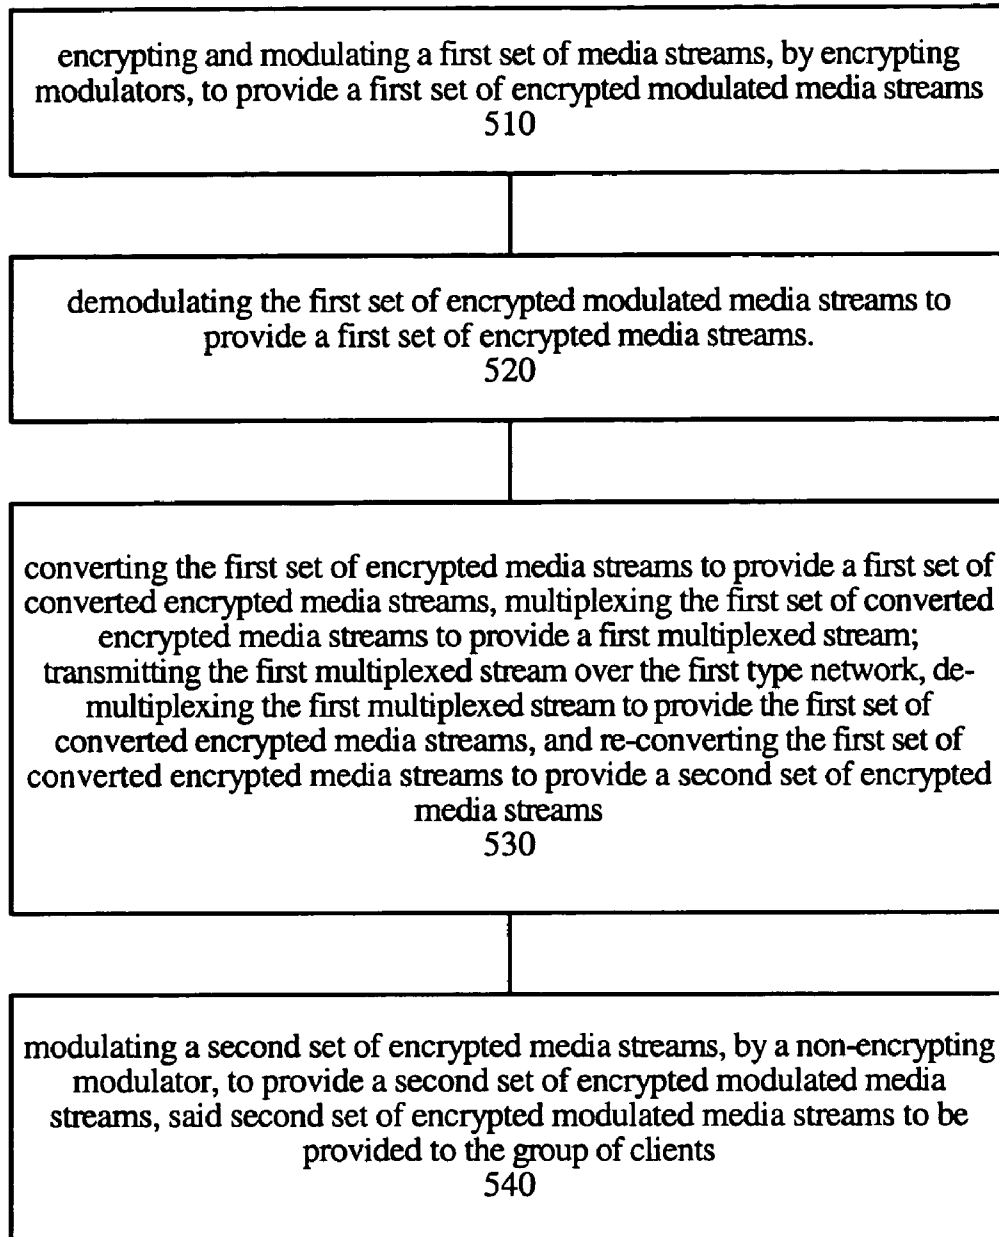 encrypting and modulating a first set of media streams, by encrypting
modulators, to provide a first set of encrypted modulated media streams
510
demodulating the first set of encrypted modulated media streams to
provide a first set of encrypted media streams.
520
converting the first set of encrypted media streams to provide a first set of
converted encrypted media streams, multiplexing the first set of converted
encrypted media streams to provide a first multiplexed stream;
transmitting the first multiplexed stream over the first type network, de-
multiplexing the first multiplexed stream to provide the first set of
converted encrypted media streams, and re-converting the first set of
converted encrypted media streams to provide a second set of encrypted
media streams
530
modulating a second set of encrypted media streams, by a non-encrypting
modulator, to provide a second set of encrypted modulated media
streams, said second set of encrypted modulated media streams to be
provided to the group of clients
540